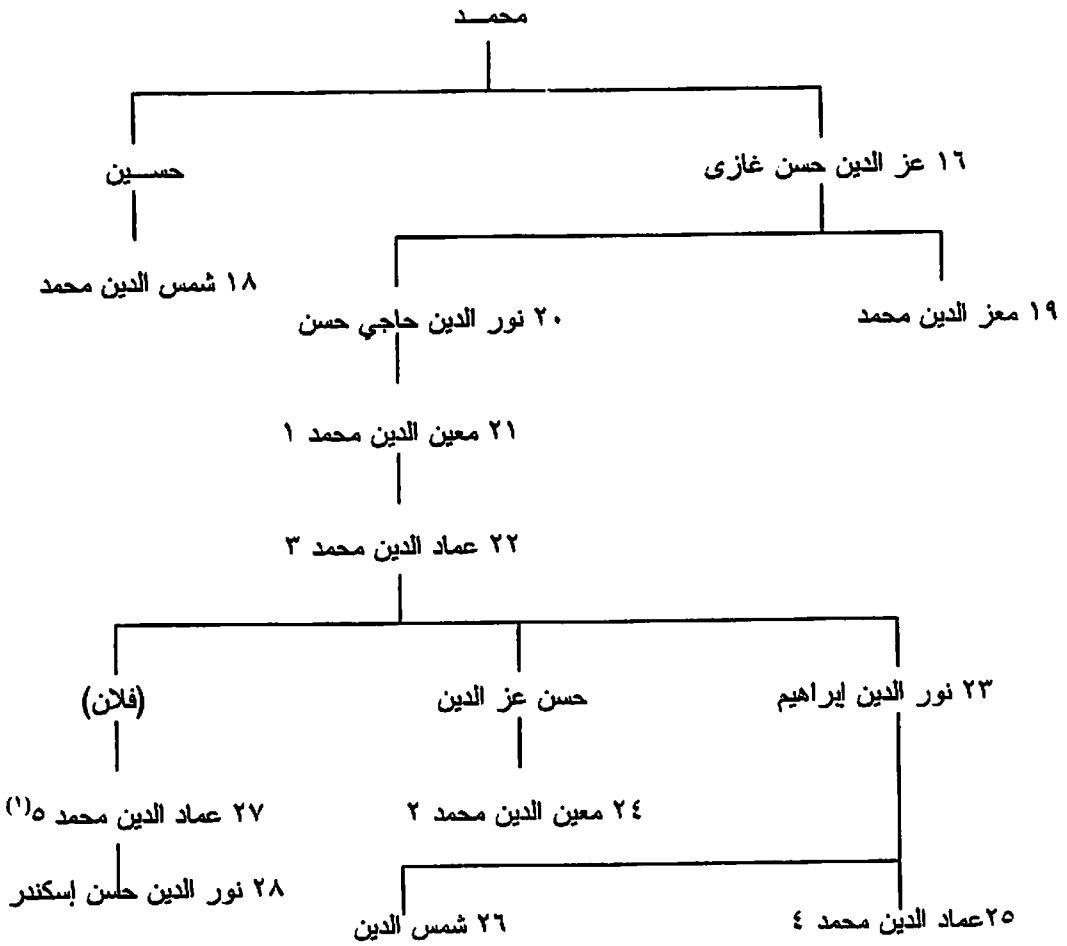 محمـــد
١٦ عز الدين حسن غازى
حســـين
١٨ شمس الدين محمد
١٩ معز الدين محمد
٢٠ نور الدين حاجي حسن
٢١ معين الدين محمد ١
٢٢ عماد الدين محمد ٣
٢٣ نور الدين إبراهيم
حسن عز الدين
(فلان)
٢٤ معين الدين محمد ٢
٢٧ عماد الدين محمد ٥(١)
٢٥عماد الدين محمد ٤
٢٦ شمس الدين
٢٨ نور الدين حسن إسكندر